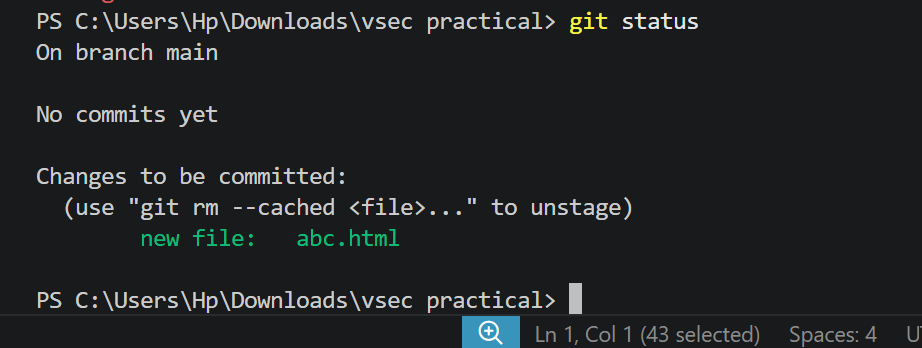 PS C:\Users\Hp\Downloads\vsec practical> git status
On branch main
No commits yet
Changes to be committed:
(use "git rm --cached <file>..." to unstage)
new file: abc.html
PS C:\Users\Hp\Downloads\vsec practical>
Ln 1, Col 1 (43 selected) Spaces: 4